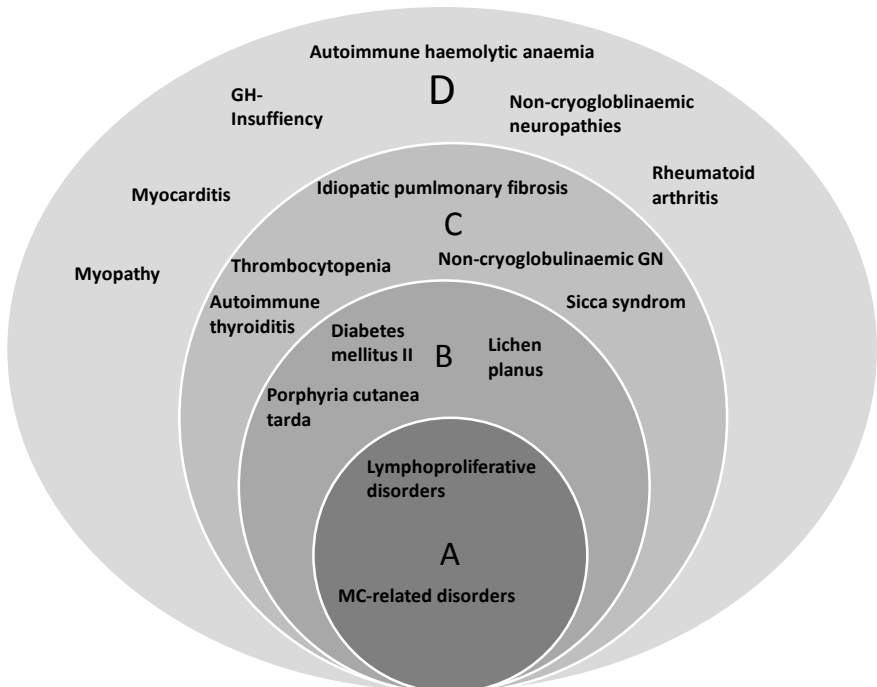 Autoimmune haemolytic anaemia
D
GH-
Insuffiency
Non-cryogloblinaemic
neuropathies
Rheumatoid
arthritis
Myocarditis
Myopathy
Idiopatic pumlmonary fibrosis
C
Thrombocytopenia
Non-cryoglobulinaemic GN
Autoimmune
thyroiditis
Sicca syndrom
Diabetes
mellitus II
B
Lichen
planus
Porphyria cutanea
tarda
Lymphoproliferative
disorders
A
MC-related disorders